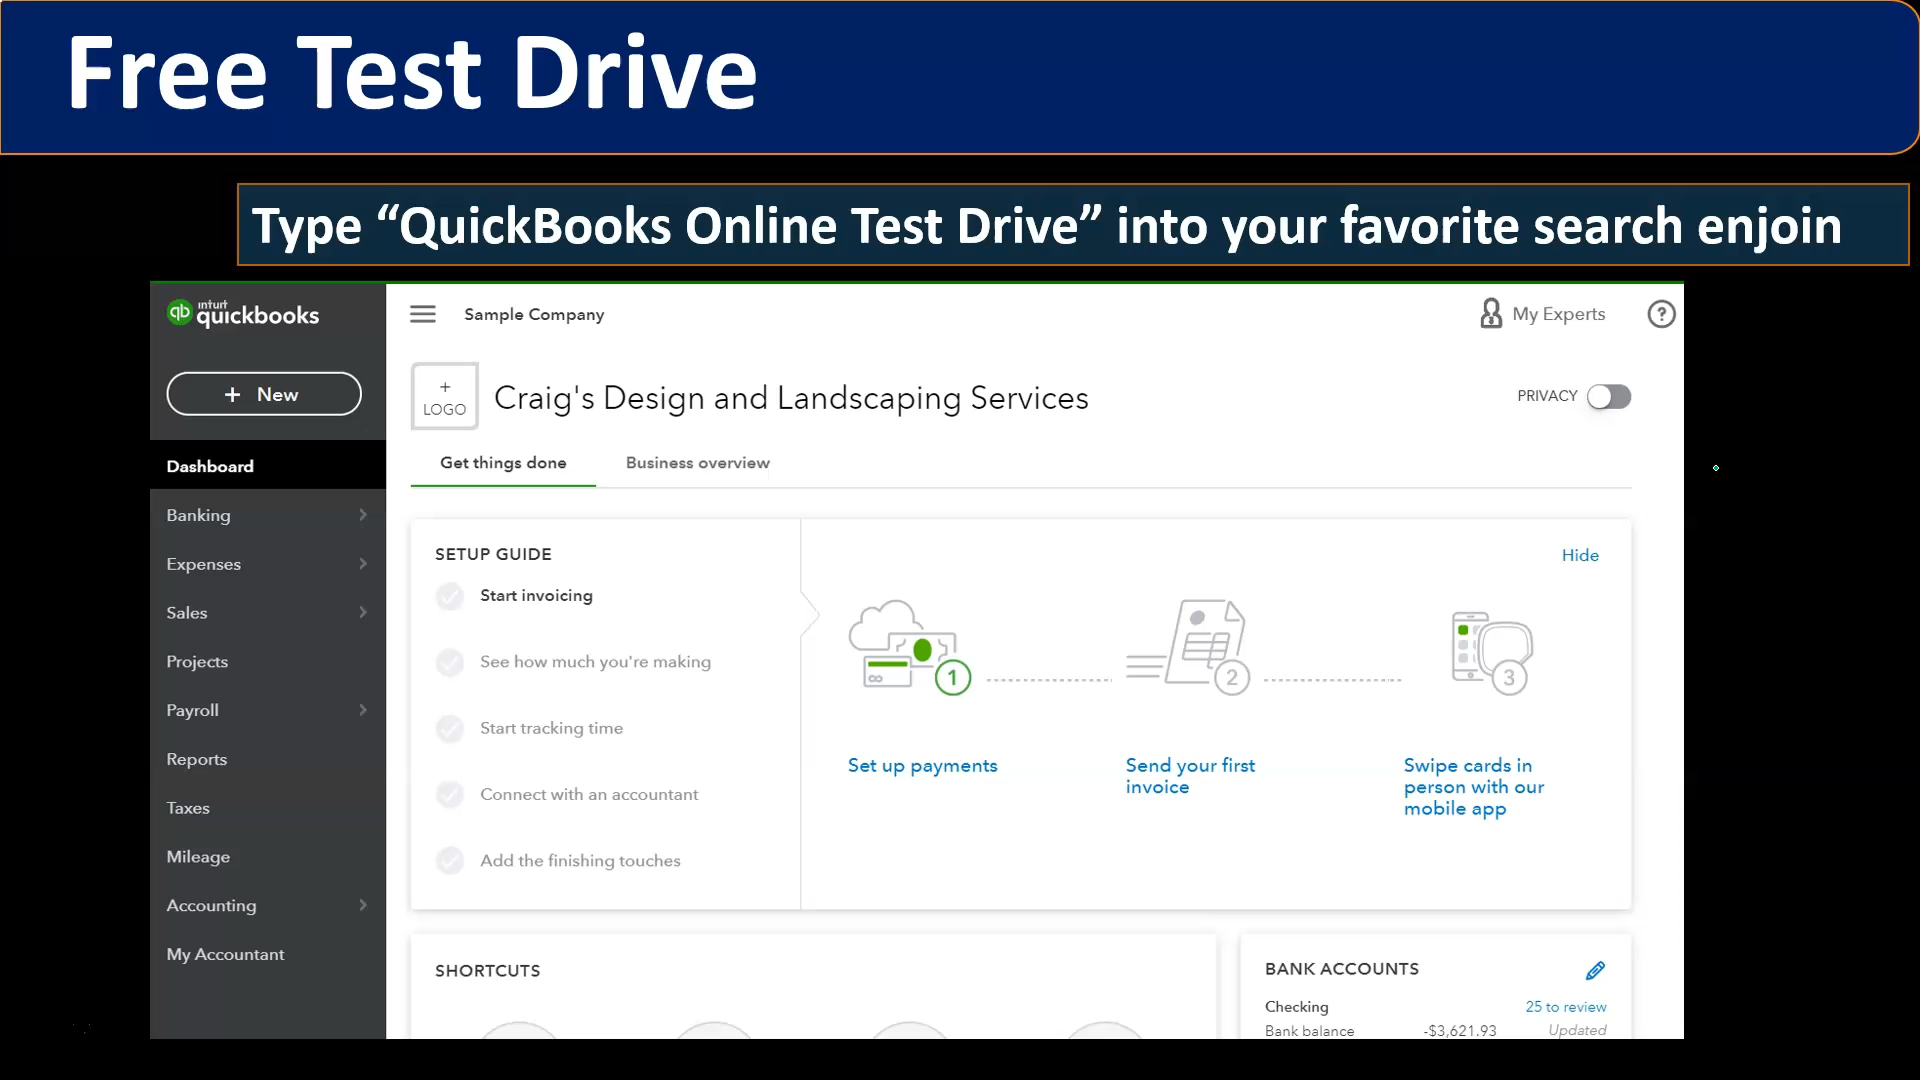 Free Test Drive
Type “QuickBooks Online Test Drive” into your favorite search enjoin
qb intuit quickbooks
Sample Company
My Experts
?
+ New
+ LOGO
Craig's Design and Landscaping Services
PRIVACY
Get things done
Business overview
Dashboard
Banking
Expenses
Sales
Projects
Payroll
Reports
Taxes
Mileage
Accounting
My Accountant
SETUP GUIDE
Hide
Start invoicing
See how much you're making
Start tracking time
Connect with an accountant
Add the finishing touches
1
2
3
Set up payments
Send your first
invoice
Swipe cards in
person with our
mobile app
SHORTCUTS
BANK ACCOUNTS
Checking
25 to review
Bank balance
-$3,621.93
Updated